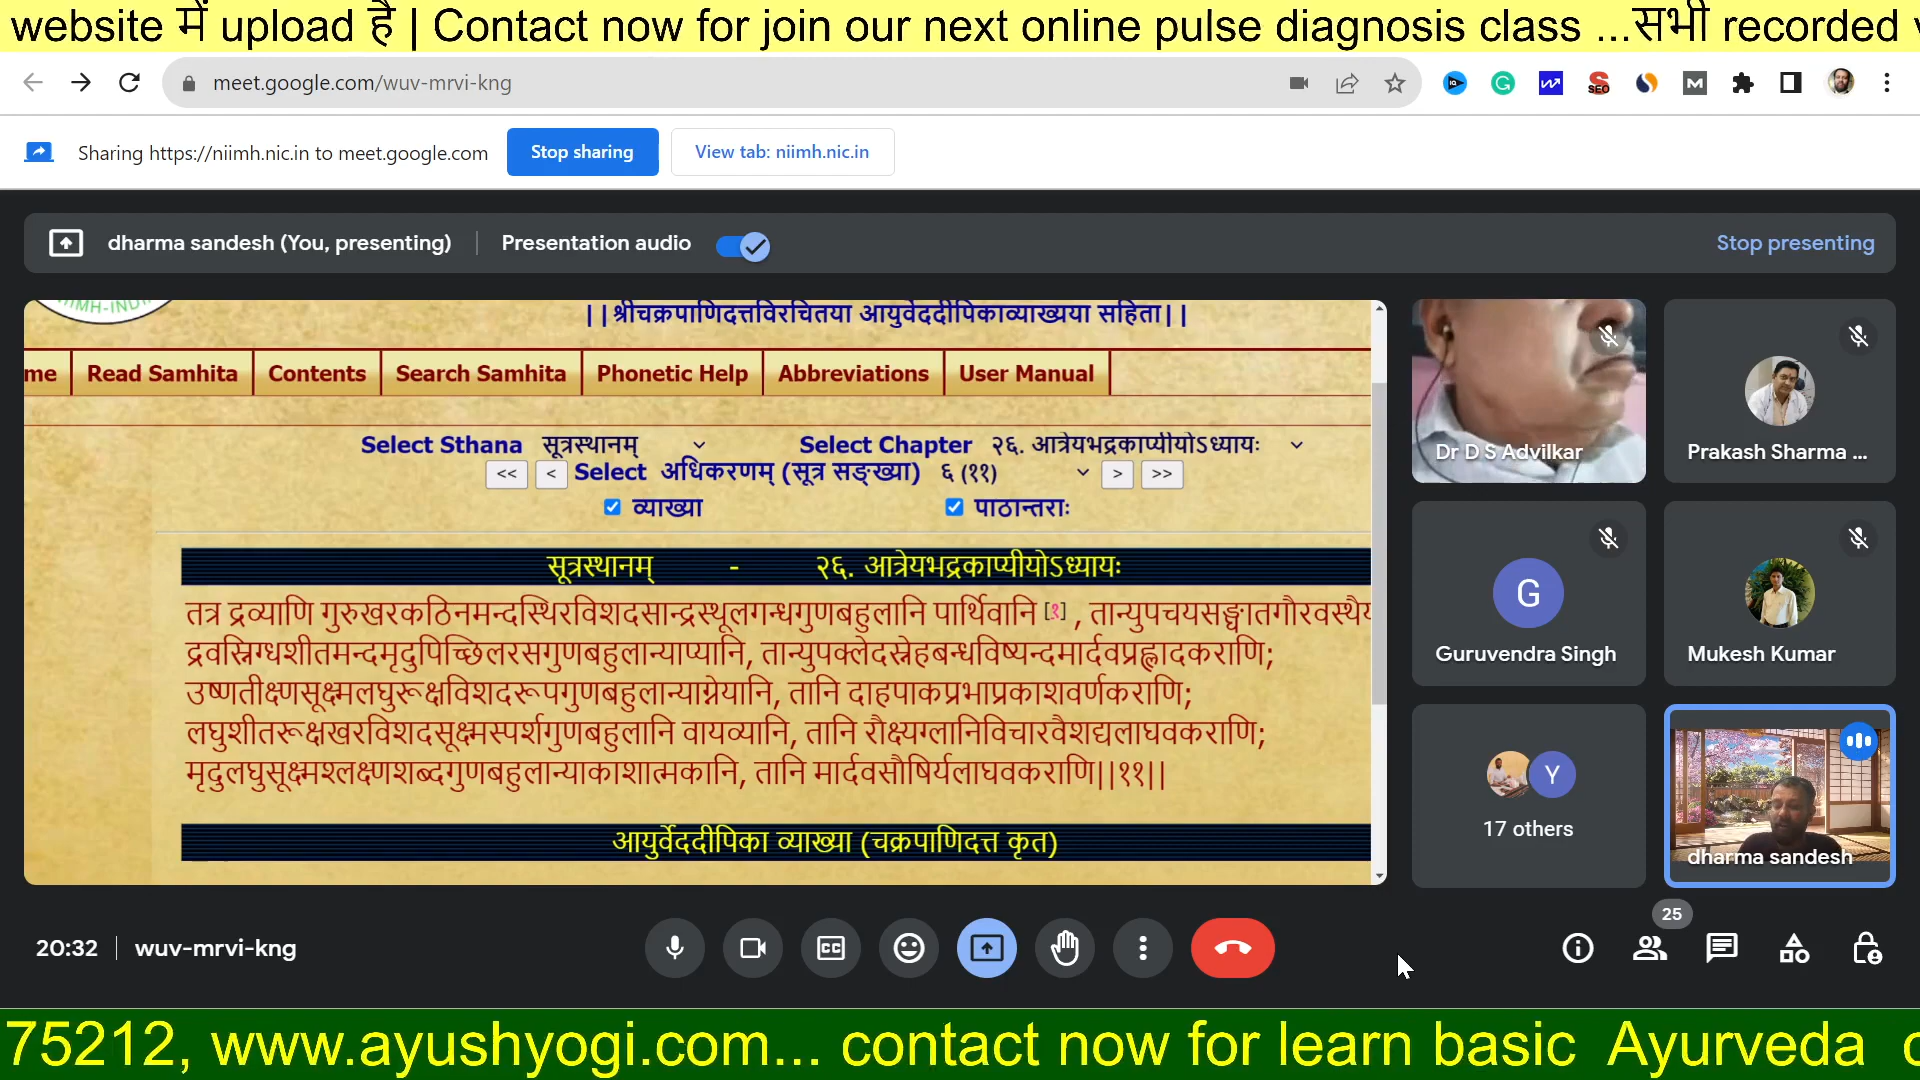 website में upload है | Contact now for join our next online pulse diagnosis class ...सभी recorded
meet.google.com/wuv-mrvi-kng
Sharing https://niimh.nic.in to meet.google.com
Stop sharing
View tab: niimh.nic.in
dharma sandesh (You, presenting)
Presentation audio
Stop presenting
||श्रीचक्रपाणिदत्तविरचितया आयुर्वेददीपिकाव्याख्यया सहिता||
me
Read Samhita
Contents
Search Samhita
Phonetic Help
Abbreviations
User Manual
Select Sthana सूत्रस्थानम्
Select Chapter २६. आत्रेयभद्रकाप्यीयोऽध्यायः
<< < Select अधिकरणम् (सूत्र सङ्ख्या) ६ (११) > >>
व्याख्या
पाठान्तराः
सूत्रस्थानम् - २६. आत्रेयभद्रकाप्यीयोऽध्यायः
तत्र द्रव्याणि गुरुखरकठिनमन्दस्थिरविशदसान्द्रस्थूलगन्धगुणबहुलानि पार्थिवानि [१] , तान्युपचयसङ्घातगौरवस्थैय
द्रवस्निग्धशीतमन्दमृदुपिच्छिलरसगुणबहुलान्याप्यानि, तान्युपक्लेदस्नेहबन्धविष्यन्दमार्दवप्रह्लादकराणि;
उष्णतीक्ष्णसूक्ष्मलघुरूक्षविशदरूपगुणबहुलान्याग्नेयानि, तानि दाहपाकप्रभाप्रकाशवर्णकराणि;
लघुशीतरूक्षखरविशदसूक्ष्मस्पर्शगुणबहुलानि वायव्यानि, तानि रौक्ष्यग्लानिविचारवैशद्यलाघवकराणि;
मृदुलघुसूक्ष्मश्लक्ष्णशब्दगुणबहुलान्याकाशात्मकानि, तानि मार्दवसौषिर्यलाघवकराणि||११||
आयुर्वेददीपिका व्याख्या (चक्रपाणिदत्त कृत)
Dr D S Advilkar
Prakash Sharma ...
G
Guruvendra Singh
Mukesh Kumar
Y
17 others
dharma sandesh
20:32
wuv-mrvi-kng
25
75212, www.ayushyogi.com... contact now for learn basic Ayurveda